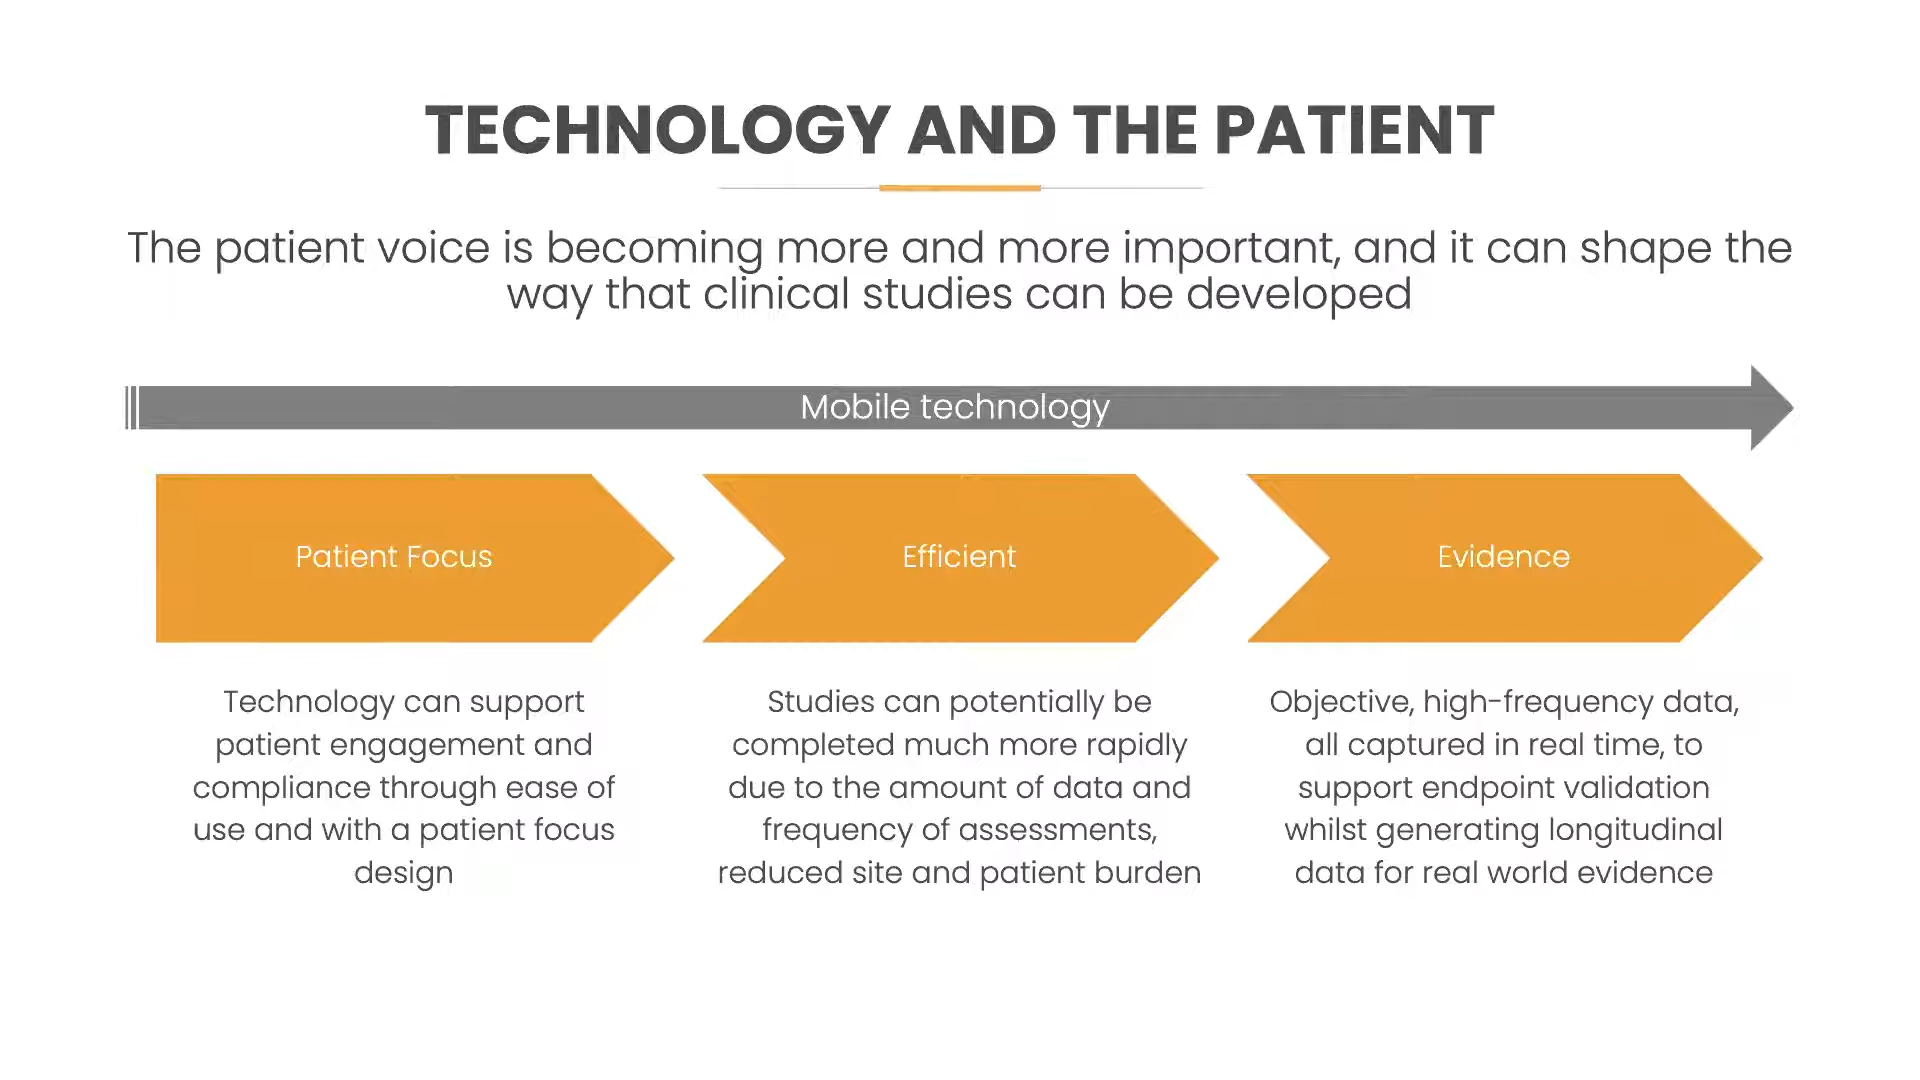 TECHNOLOGY AND THE PATIENT
The patient voice is becoming more and more important, and it can shape the
way that clinical studies can be developed
Mobile technology
Patient Focus
Efficient
Evidence
Technology can support
patient engagement and
compliance through ease of
use and with a patient focus
design
Studies can potentially be
completed much more rapidly
due to the amount of data and
frequency of assessments,
reduced site and patient burden
Objective, high-frequency data,
all captured in real time, to
support endpoint validation
whilst generating longitudinal
data for real world evidence